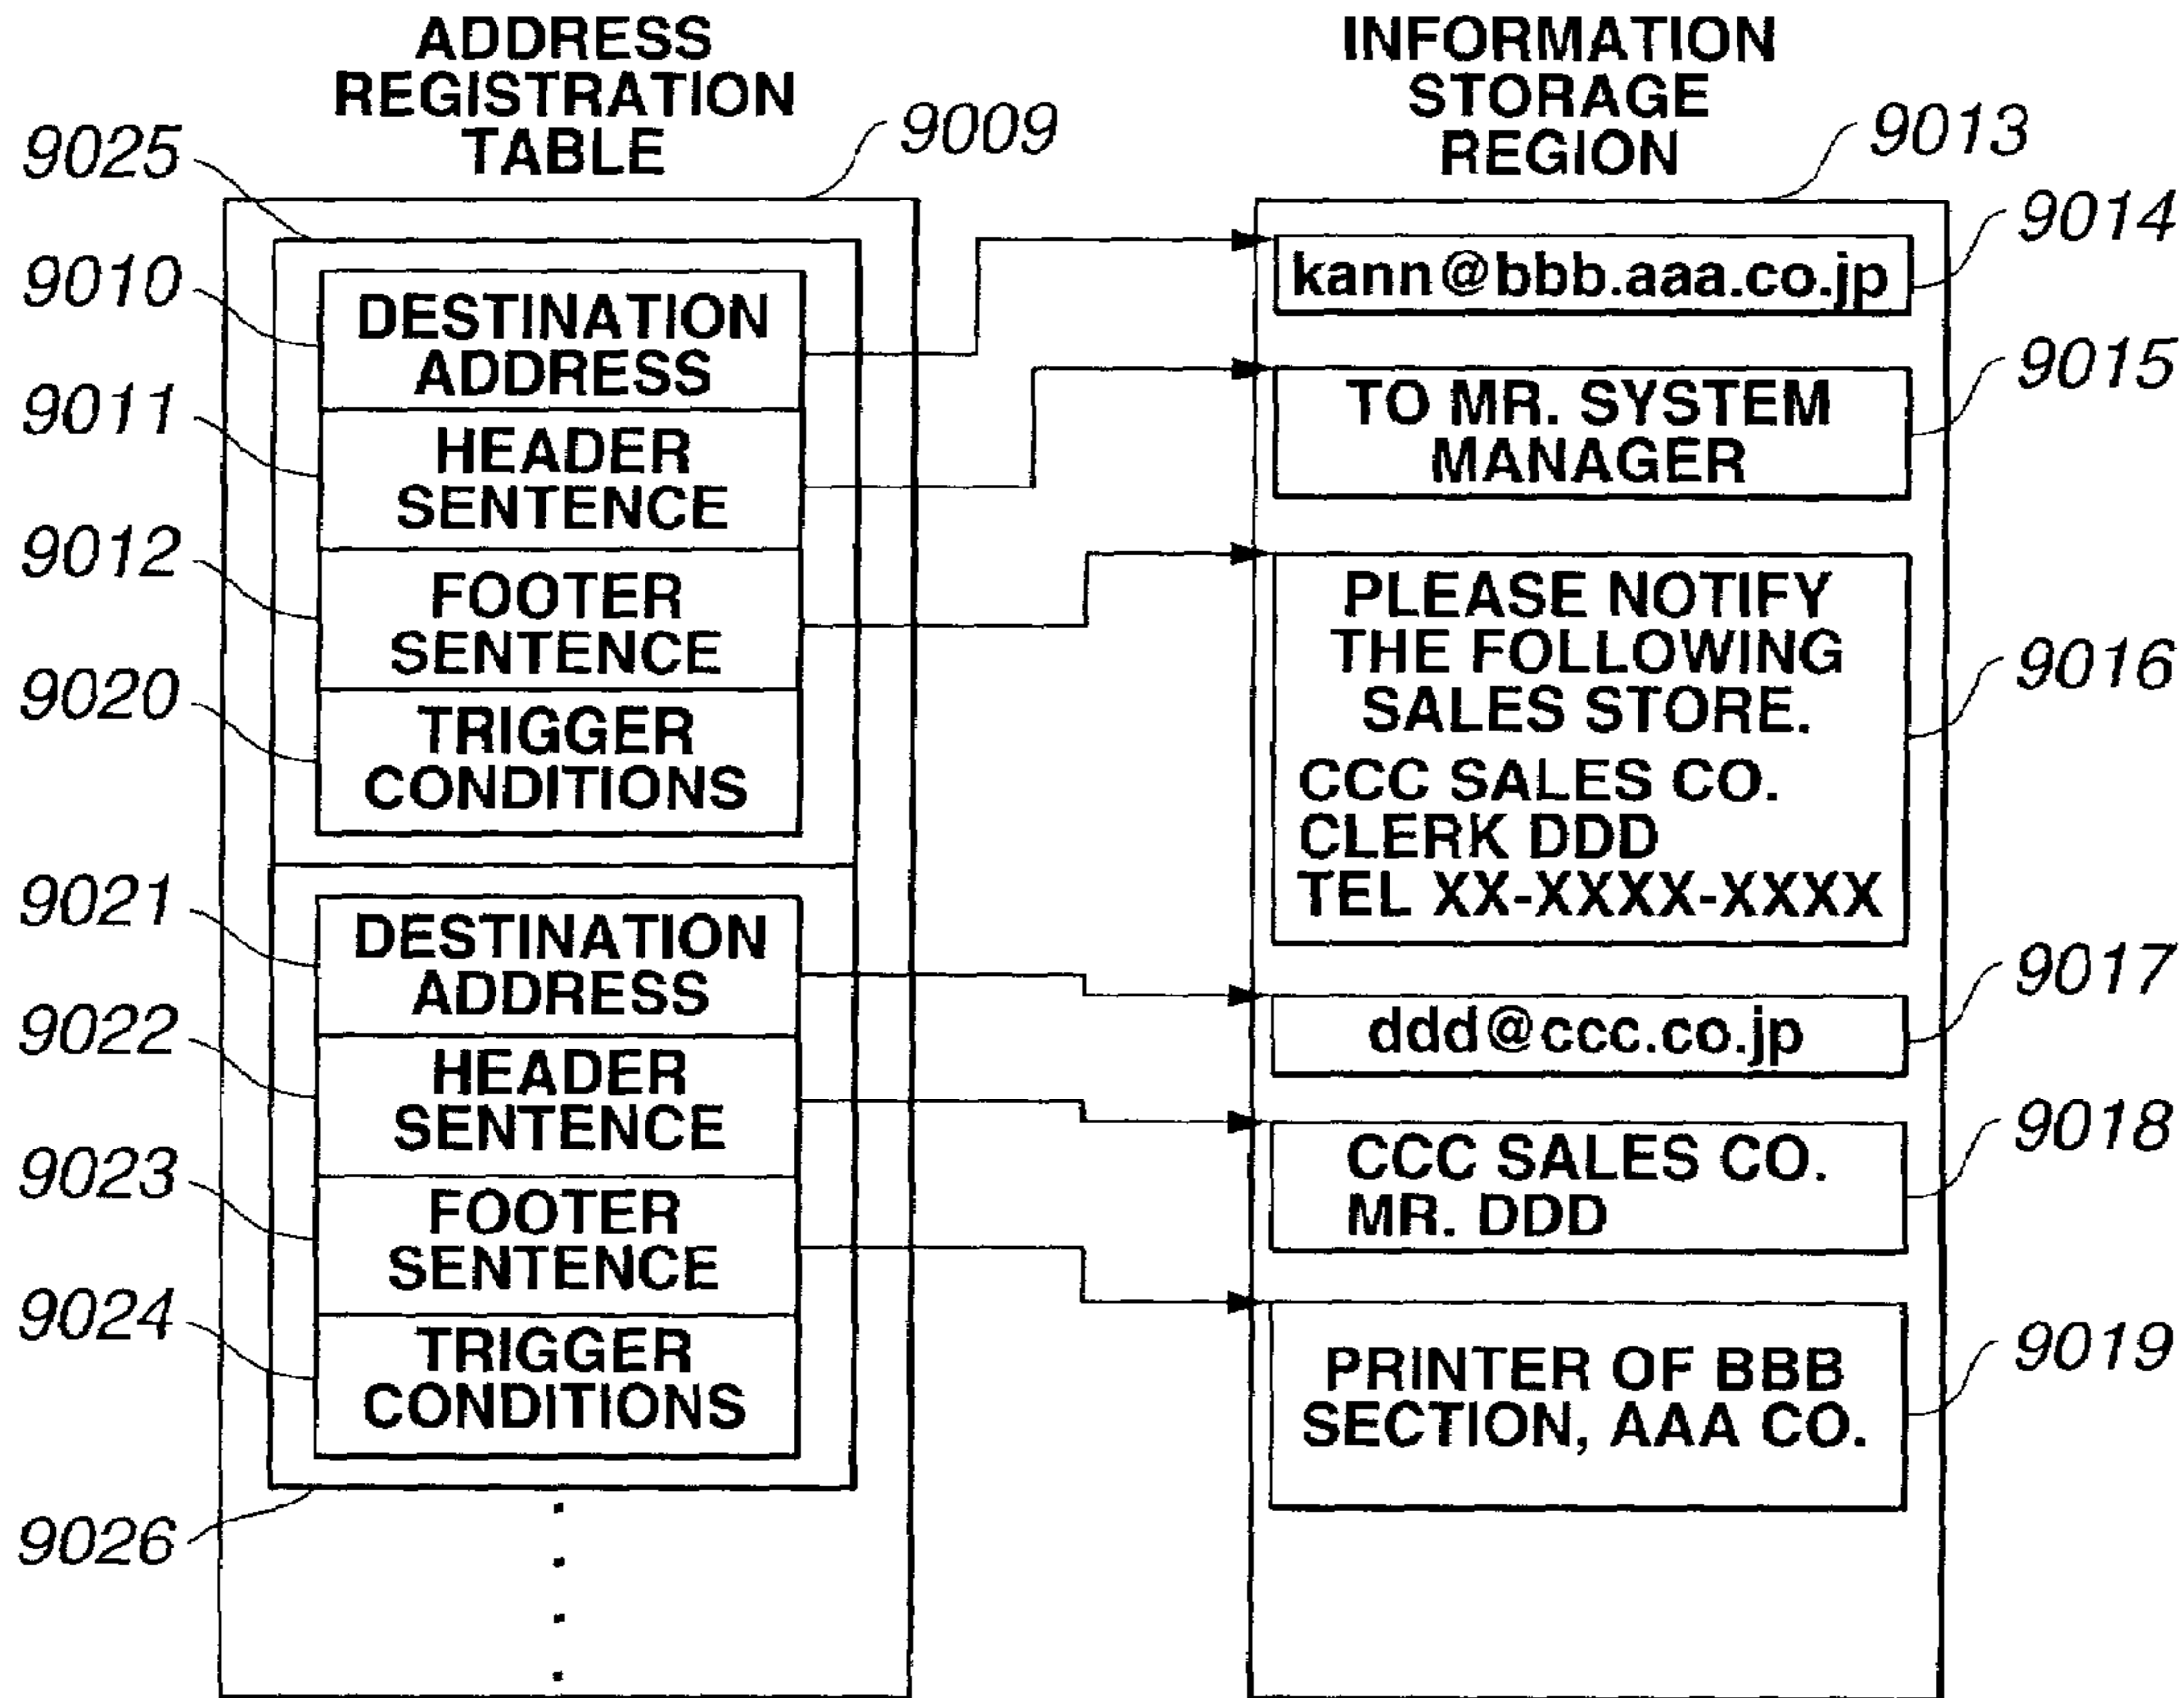 ADDRESS
REGISTRATION
TABLE
9009
9025
9010
DESTINATION
ADDRESS
9011
HEADER
SENTENCE
9012
FOOTER
SENTENCE
9020
TRIGGER
CONDITIONS
9021
DESTINATION
ADDRESS
9022
HEADER
SENTENCE
9023
FOOTER
SENTENCE
9024
TRIGGER
CONDITIONS
9026
INFORMATION
STORAGE
REGION
9013
kann@bbb.aaa.co.jp
9014
TO MR. SYSTEM
MANAGER
9015
PLEASE NOTIFY
THE FOLLOWING
SALES STORE.
CCC SALES CO.
CLERK DDD
TEL XX-XXXX-XXXX
9016
ddd@ccc.co.jp
9017
CCC SALES CO.
MR. DDD
9018
PRINTER OF BBB
SECTION, AAA CO.
9019